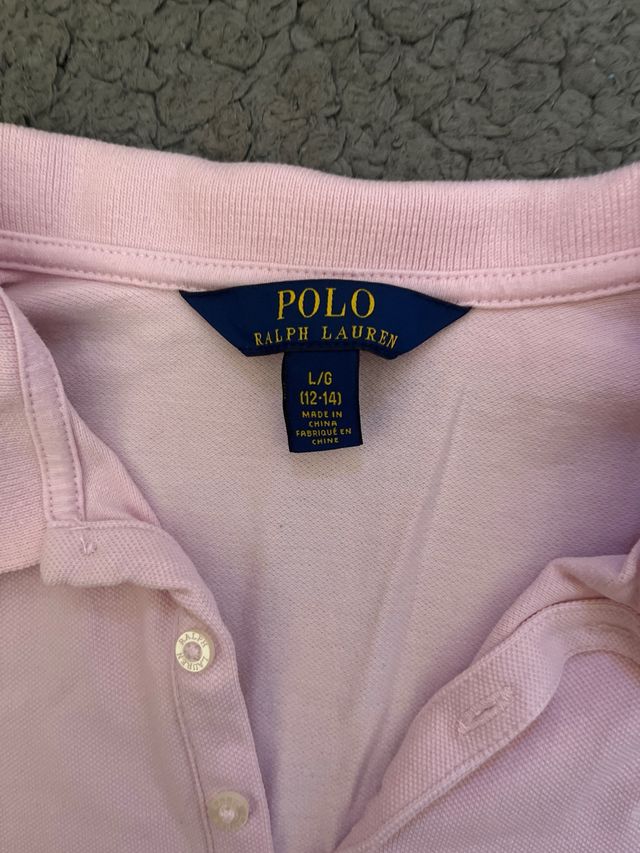 POLO
RALPH LAUREN
L/G
(12-14)
MADE IN
CHINA
FABRIQUÉ EN
CHINE
RALPH
LAUREN